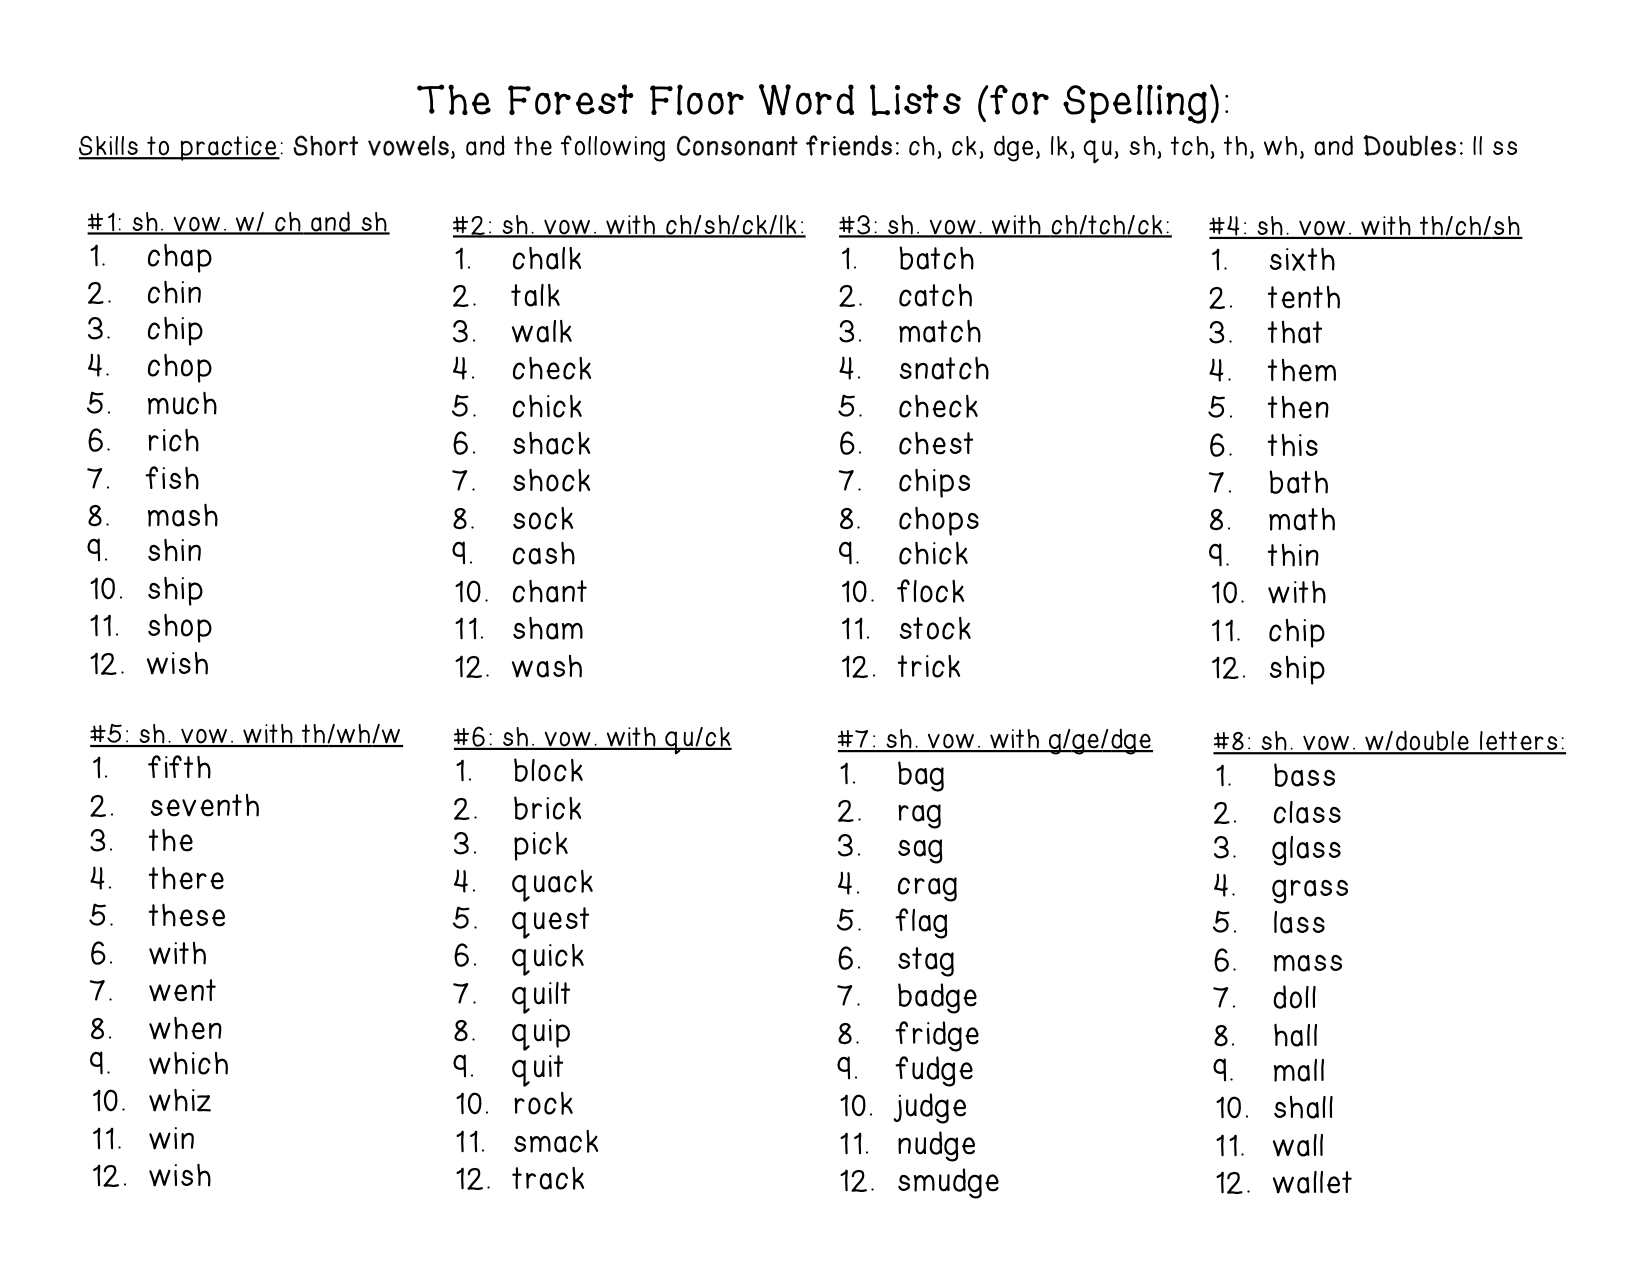 The Forest Floor Word Lists (for Spelling):
Skills to practice: Short vowels, and the following Consonant friends: ch, ck, dge, lk, qu, sh, tch, th, wh, and Doubles: ll ss
#1: sh. vow. w/ ch and sh
1. chap
2. chin
3. chip
4. chop
5. much
6. rich
7. fish
8. mash
9. shin
10. ship
11. shop
12. wish
#2: sh. vow. with ch/sh/ck/lk:
1. chalk
2. talk
3. walk
4. check
5. chick
6. shack
7. shock
8. sock
9. cash
10. chant
11. sham
12. wash
#3: sh. vow. with ch/tch/ck:
1. batch
2. catch
3. match
4. snatch
5. check
6. chest
7. chips
8. chops
9. chick
10. flock
11. stock
12. trick
#4: sh. vow. with th/ch/sh
1. sixth
2. tenth
3. that
4. them
5. then
6. this
7. bath
8. math
9. thin
10. with
11. chip
12. ship
#5: sh. vow. with th/wh/w
1. fifth
2. seventh
3. the
4. there
5. these
6. with
7. went
8. when
9. which
10. whiz
11. win
12. wish
#6: sh. vow. with qu/ck
1. block
2. brick
3. pick
4. quack
5. quest
6. quick
7. quilt
8. quip
9. quit
10. rock
11. smack
12. track
#7: sh. vow. with g/ge/dge
1. bag
2. rag
3. sag
4. crag
5. flag
6. stag
7. badge
8. fridge
9. fudge
10. judge
11. nudge
12. smudge
#8: sh. vow. w/double letters:
1. bass
2. class
3. glass
4. grass
5. lass
6. mass
7. doll
8. hall
9. mall
10. shall
11. wall
12. wallet